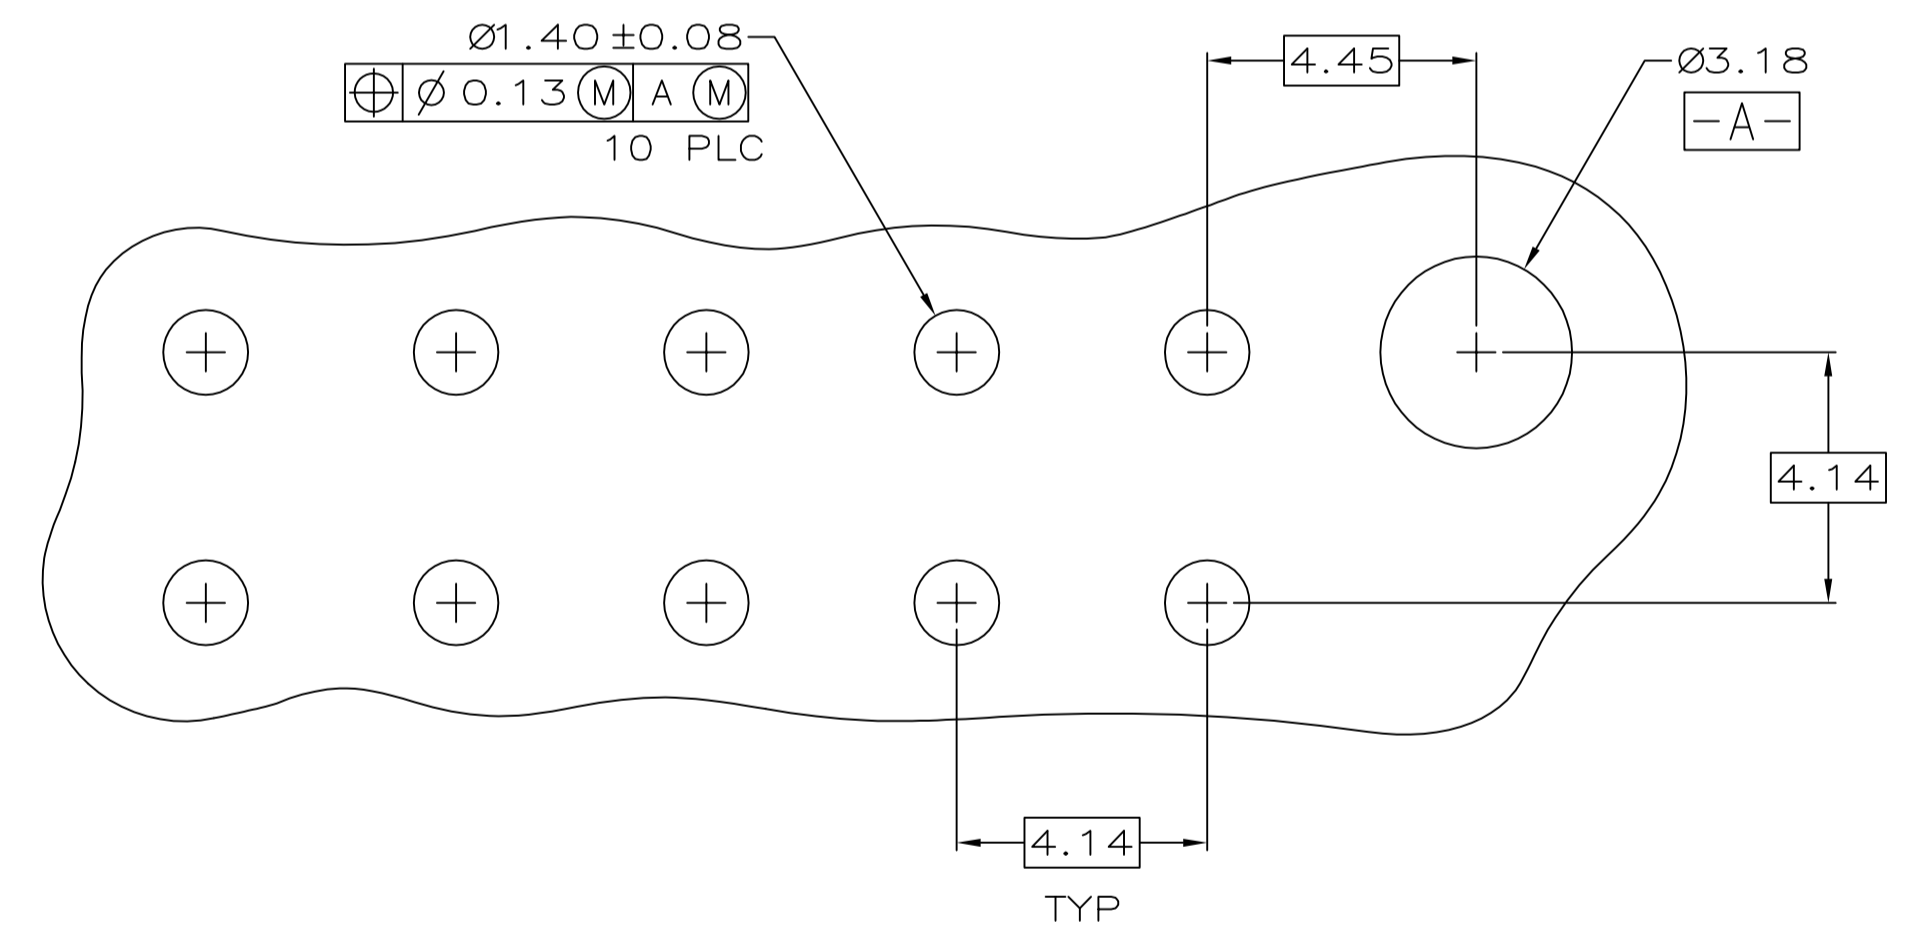 Ø1.40±0.08
⌖ Ø 0.13 Ⓜ A Ⓜ
10 PLC
4.45
Ø3.18
-A-
4.14
4.14
TYP